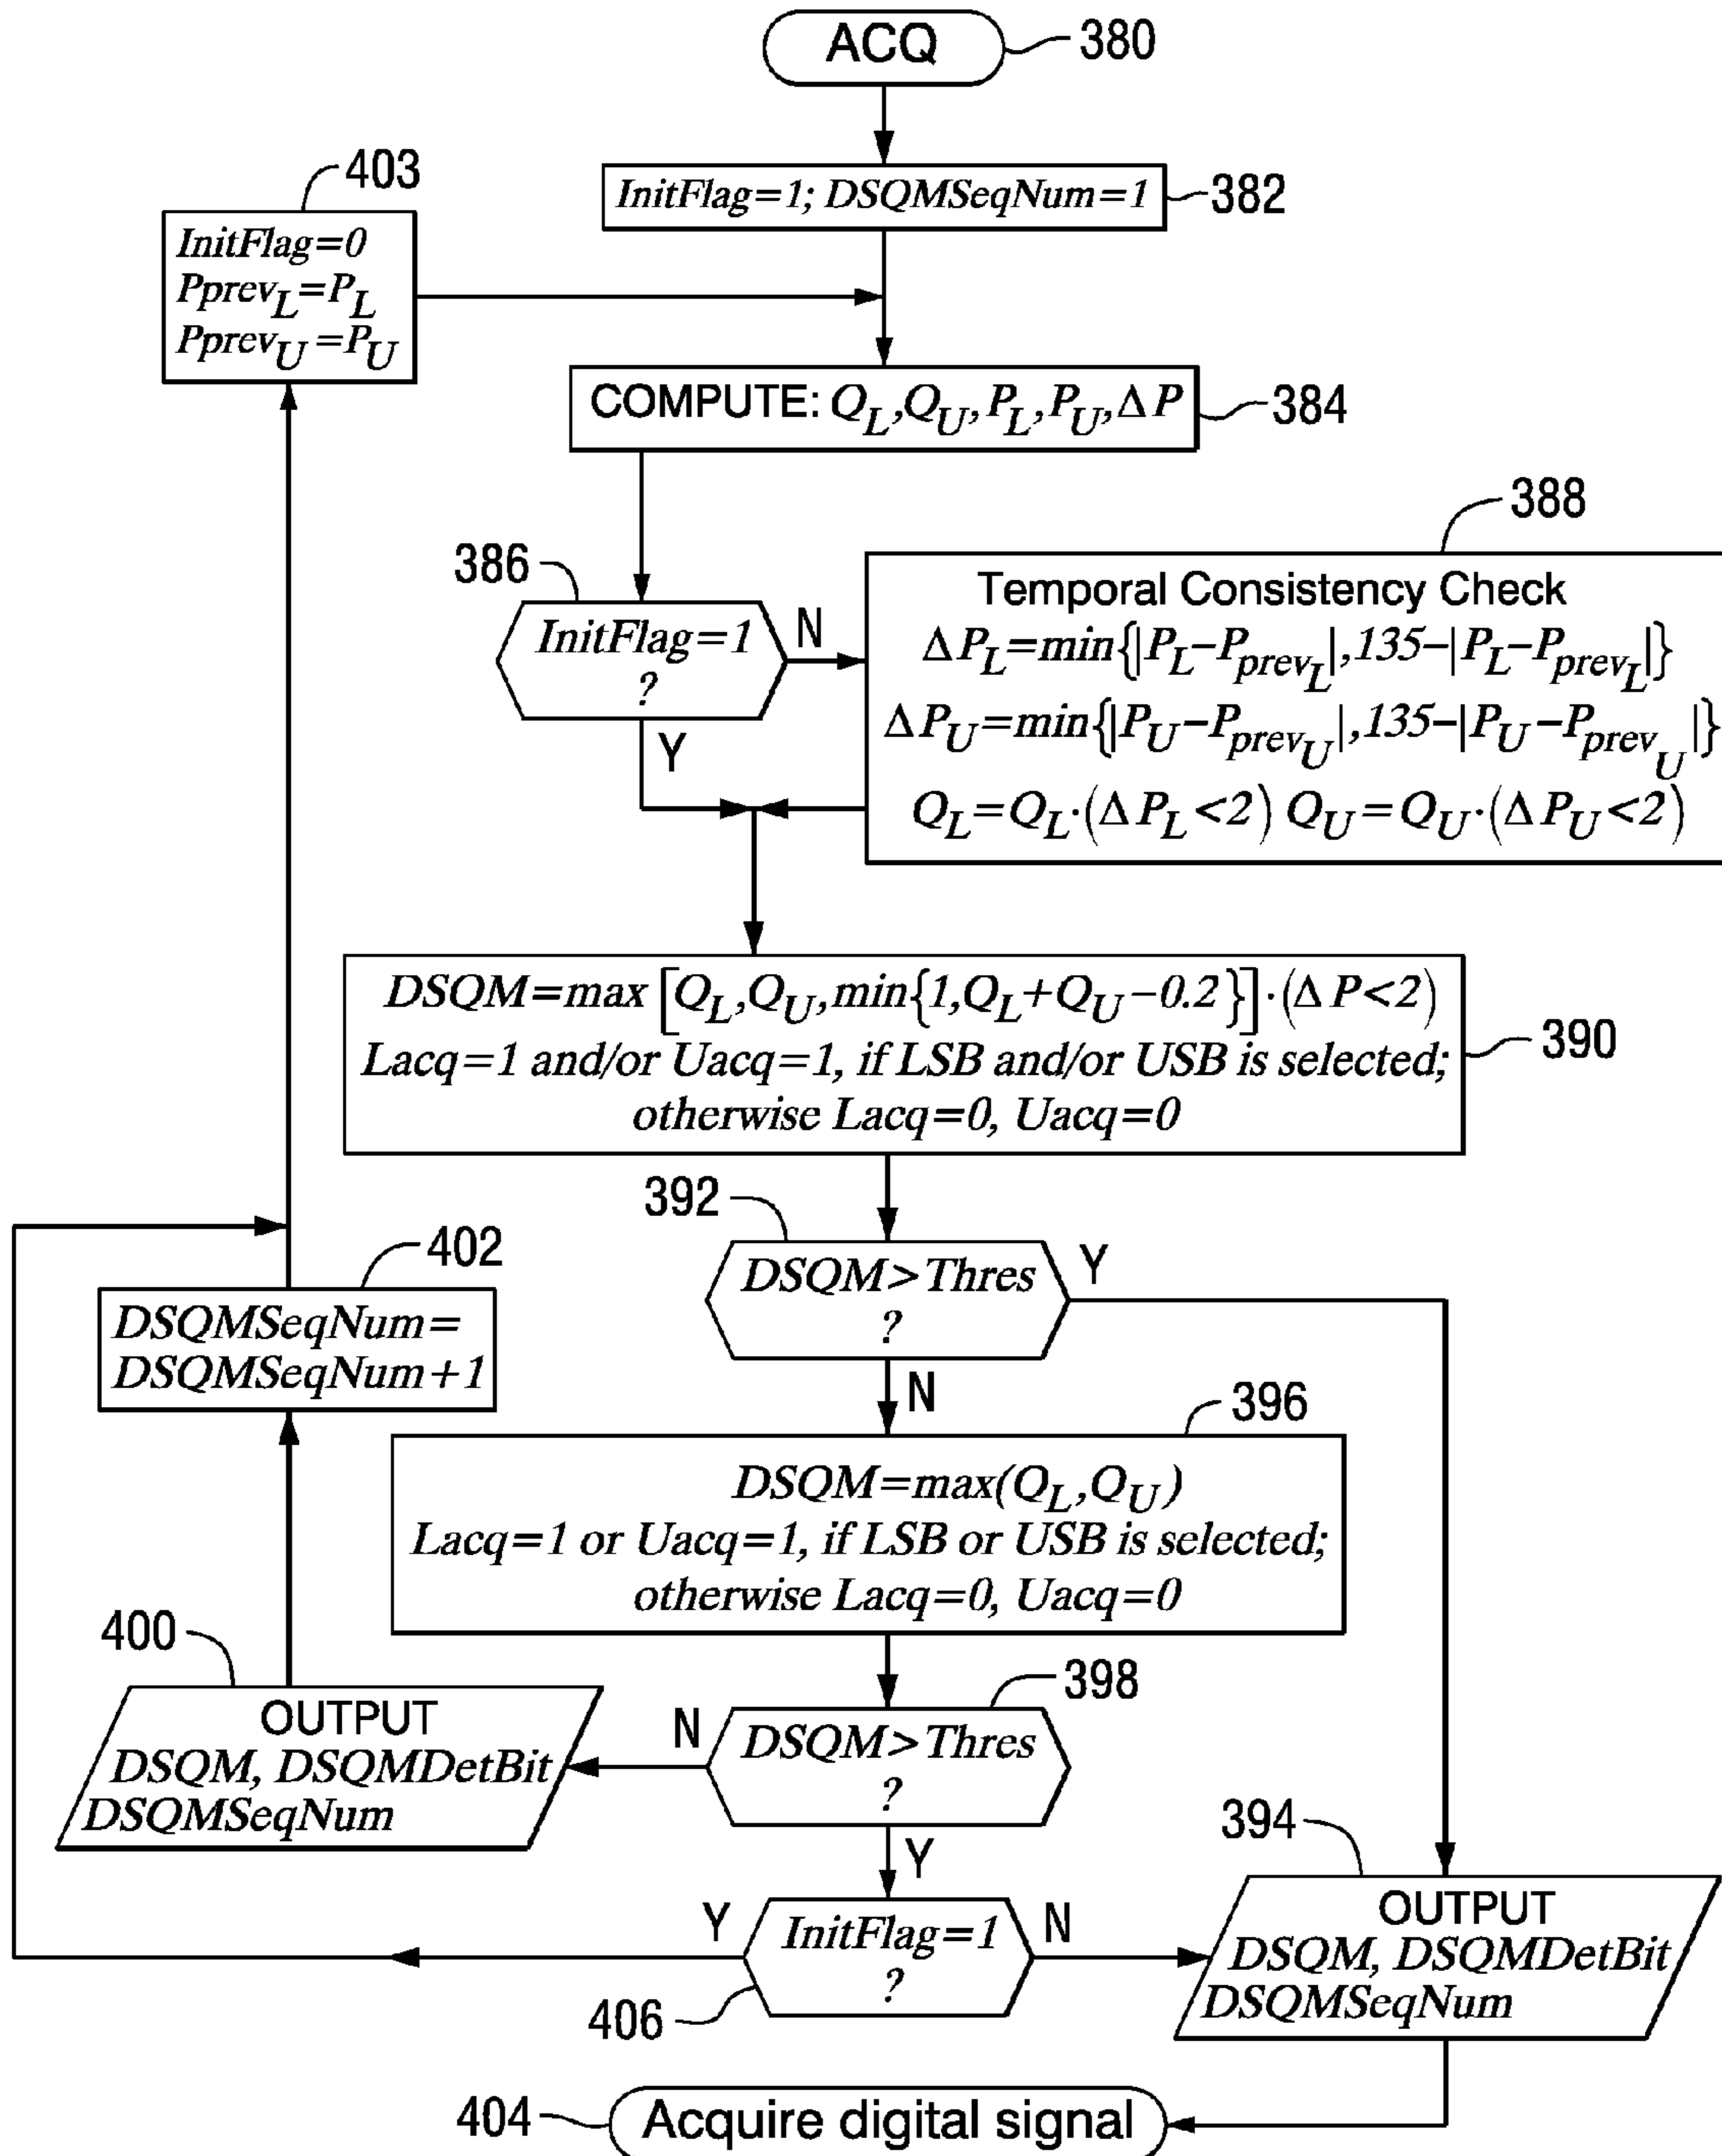 ACQ
380
403
InitFlag=1; DSQMSeqNum=1
382
InitFlag=0
Pprev_L=P_L
Pprev_U=P_U
COMPUTE: Q_L,Q_U,P_L,P_U,ΔP
384
388
386
InitFlag=1
?
N
Y
Temporal Consistency Check
ΔP_L=min{|P_L−P_prev_L|,135−|P_L−P_prev_L|}
ΔP_U=min{|P_U−P_prev_U|,135−|P_U−P_prev_U|}
Q_L=Q_L·(ΔP_L<2) Q_U=Q_U·(ΔP_U<2)
DSQM=max[Q_L,Q_U,min{1,Q_L+Q_U−0.2}]·(ΔP<2)
Lacq=1 and/or Uacq=1, if LSB and/or USB is selected;
otherwise Lacq=0, Uacq=0
390
392
DSQM>Thres
?
Y
N
402
DSQMSeqNum=
DSQMSeqNum+1
396
DSQM=max(Q_L,Q_U)
Lacq=1 or Uacq=1, if LSB or USB is selected;
otherwise Lacq=0, Uacq=0
400
OUTPUT
DSQM, DSQMDetBit
DSQMSeqNum
398
DSQM>Thres
?
N
Y
394
OUTPUT
DSQM, DSQMDetBit
DSQMSeqNum
InitFlag=1
?
Y
N
406
404
Acquire digital signal